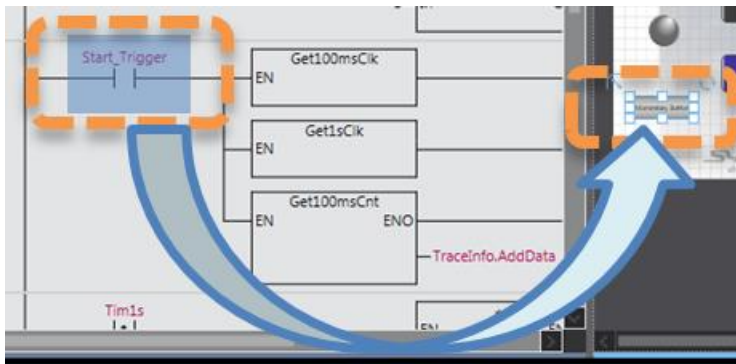 Start_Trigger
Get100msClk
EN
Get1sClk
EN
Get100msCnt
EN ENO
TraceInfo.AddData
Tim1s
EN